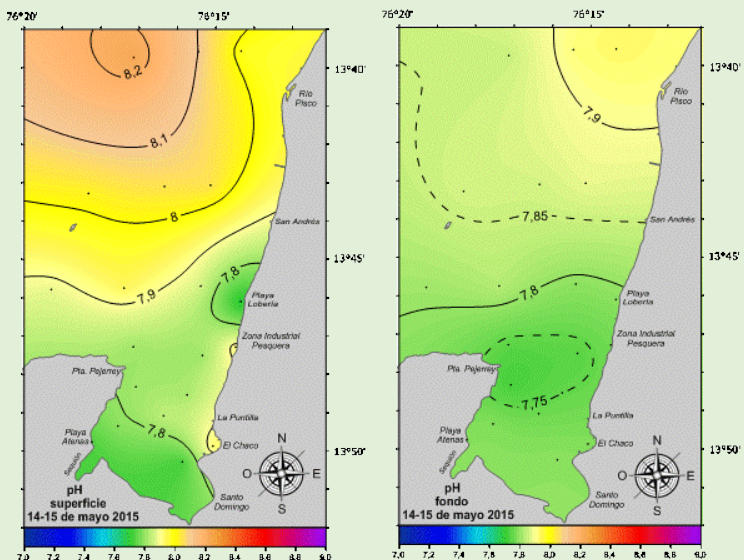 76°20'
76°15'
13°40'
8,2
Río
Pisco
8,1
8
San Andrés
13°45'
7,8
7,9
Playa
Lobería
Zona Industrial
Pesquera
Pta. Pejerrey
La Puntilla
7,8
Playa
Atenas
El Chaco
13°50'
Sequión
N
O
E
S
Santo
Domingo
pH
superficie
14-15 de mayo 2015
7,0 7,2 7,4 7,6 7,8 8,0 8,2 8,4 8,6 8,8 9,0
76°20'
76°15'
13°40'
Río
Pisco
7,9
7,85
San Andrés
13°45'
7,8
Playa
Lobería
Zona Industrial
Pesquera
Pta. Pejerrey
7,75
La Puntilla
Playa
Atenas
El Chaco
13°50'
Sequión
N
O
E
S
Santo
Domingo
pH
fondo
14-15 de mayo 2015
7,0 7,2 7,4 7,6 7,8 8,0 8,2 8,4 8,6 8,8 9,0